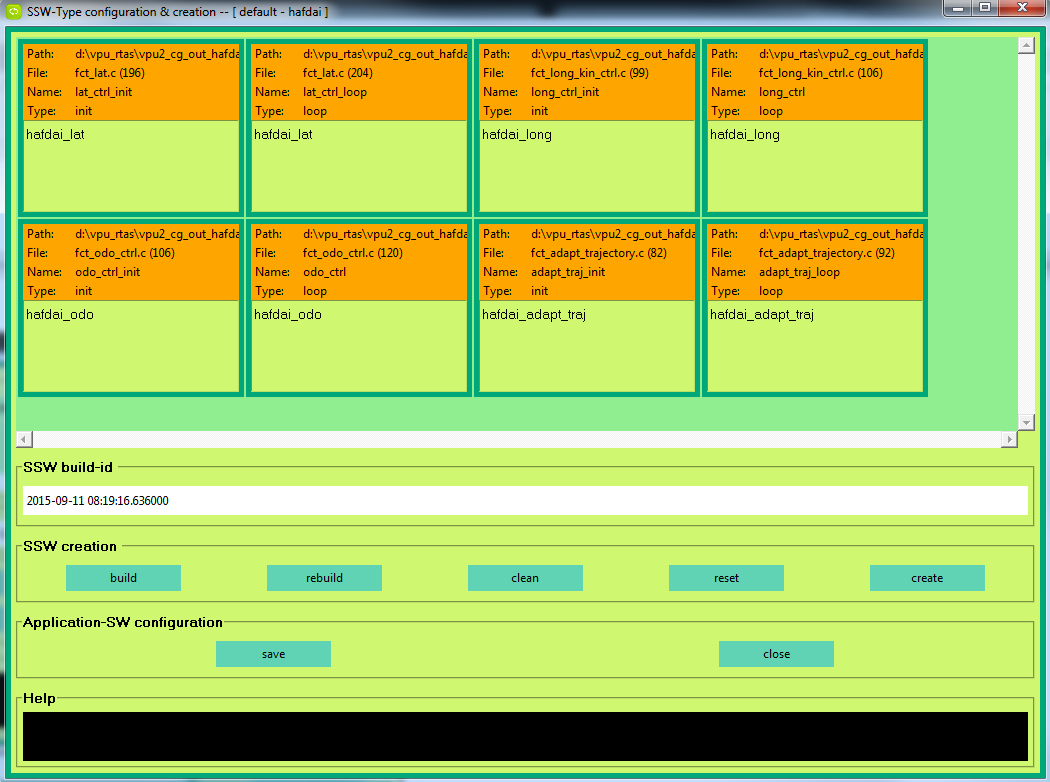 SSW-Type configuration & creation -- [ default - hafdai ]
Path: d:\vpu_rtas\vpu2_cg_out_hafda
File: fct_lat.c (196)
Name: lat_ctrl_init
Type: init
hafdai_lat
Path: d:\vpu_rtas\vpu2_cg_out_hafda
File: fct_lat.c (204)
Name: lat_ctrl_loop
Type: loop
hafdai_lat
Path: d:\vpu_rtas\vpu2_cg_out_hafda
File: fct_long_kin_ctrl.c (99)
Name: long_ctrl_init
Type: init
hafdai_long
Path: d:\vpu_rtas\vpu2_cg_out_hafda
File: fct_long_kin_ctrl.c (106)
Name: long_ctrl
Type: loop
hafdai_long
Path: d:\vpu_rtas\vpu2_cg_out_hafda
File: fct_odo_ctrl.c (106)
Name: odo_ctrl_init
Type: init
hafdai_odo
Path: d:\vpu_rtas\vpu2_cg_out_hafda
File: fct_odo_ctrl.c (120)
Name: odo_ctrl
Type: loop
hafdai_odo
Path: d:\vpu_rtas\vpu2_cg_out_hafda
File: fct_adapt_trajectory.c (82)
Name: adapt_traj_init
Type: init
hafdai_adapt_traj
Path: d:\vpu_rtas\vpu2_cg_out_hafda
File: fct_adapt_trajectory.c (92)
Name: adapt_traj_loop
Type: loop
hafdai_adapt_traj
SSW build-id
2015-09-11 08:19:16.636000
SSW creation
build rebuild clean reset create
Application-SW configuration
save close
Help